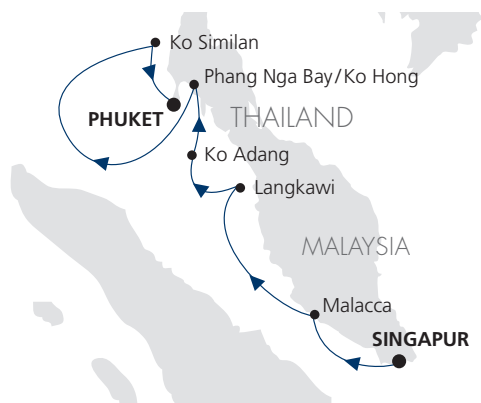 Ko Similan
Phang Nga Bay/Ko Hong
PHUKET
THAILAND
Ko Adang
Langkawi
MALAYSIA
Malacca
SINGAPUR